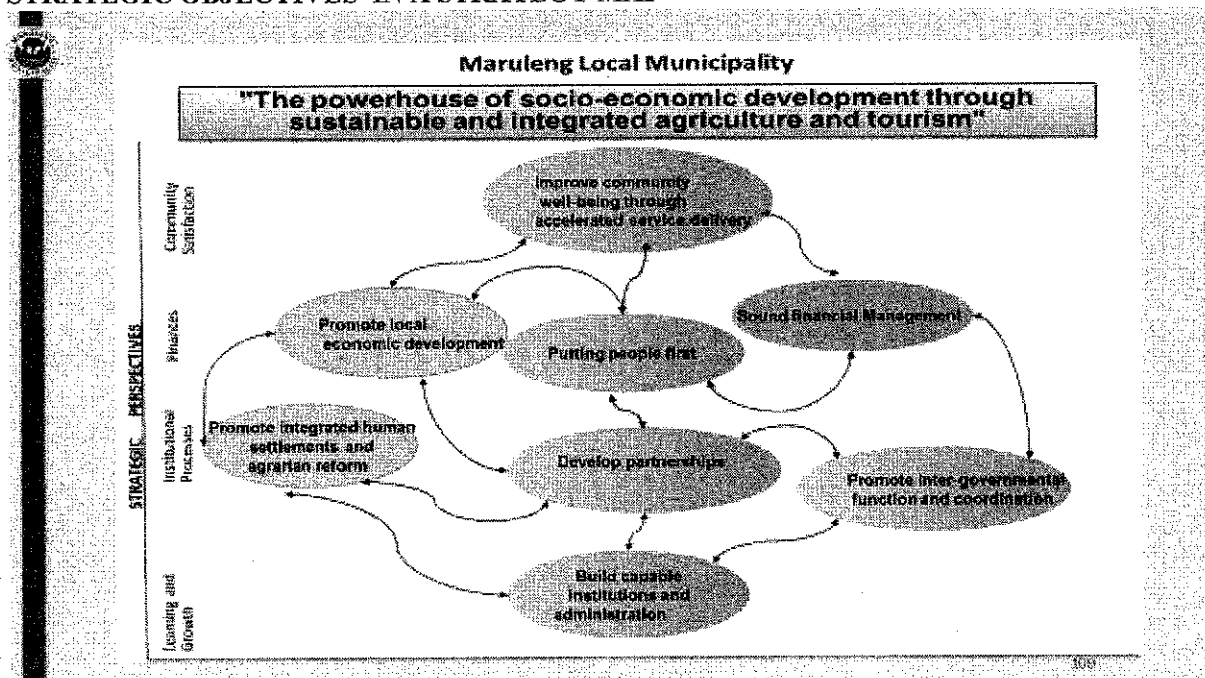 Maruleng Local Municipality
"The powerhouse of socio-economic development through
sustainable and integrated agriculture and tourism"
STRATEGIC PERSPECTIVES
Community
Satisfaction
Improve community
well-being through
accelerated service delivery
Finances
Promote local
economic development
Putting people first
Sound financial Management
Institutional
Processes
Promote integrated human
settlements and
agrarian reform
Develop partnerships
Promote inter-governmental
function and coordination
Learning and
Growth
Build capable
institutions and
administration
109